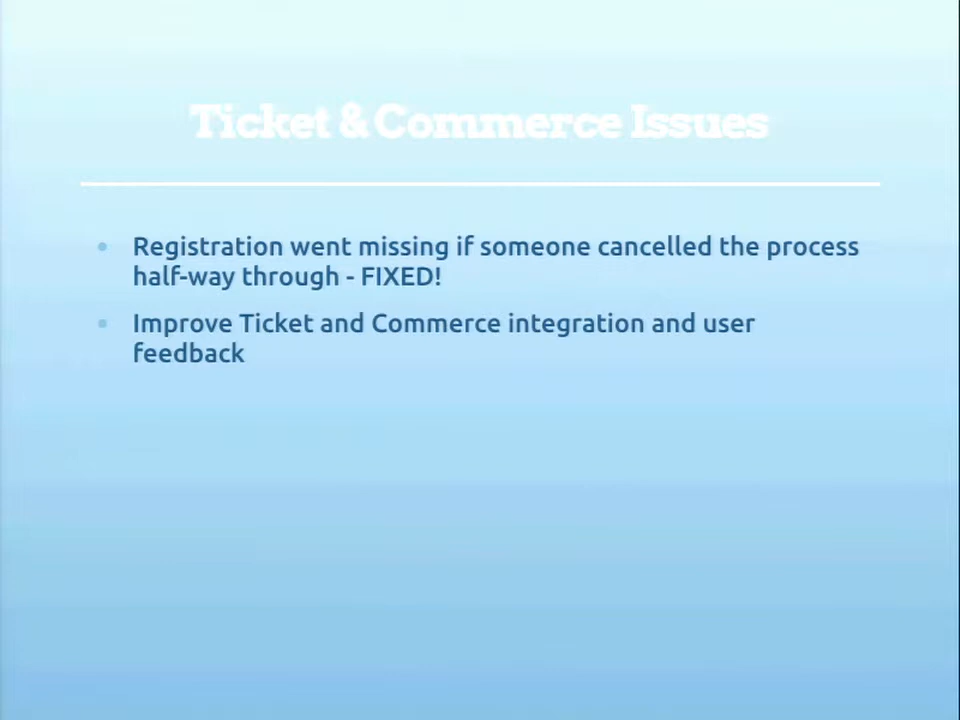 Ticket & Commerce Issues
• Registration went missing if someone cancelled the process
half-way through - FIXED!
• Improve Ticket and Commerce integration and user
feedback